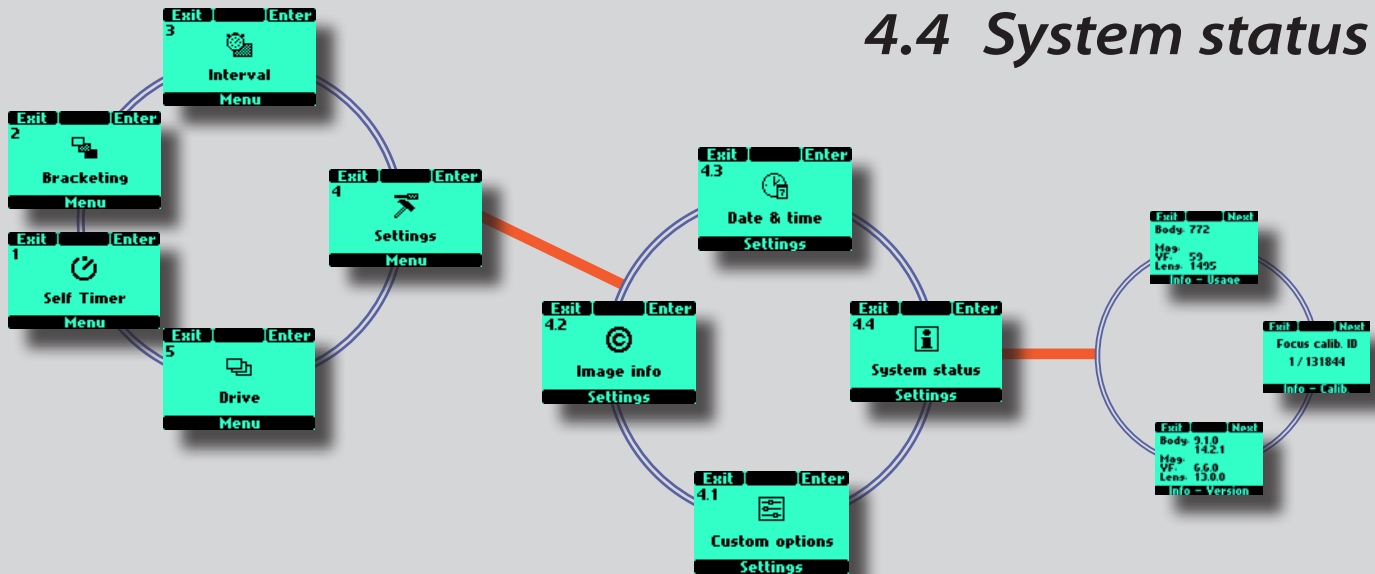 4.4 System status
Exit Enter
3
Interval
Menu
Exit Enter
2
Bracketing
Menu
Exit Enter
1
Self Timer
Menu
Exit Enter
5
Drive
Menu
Exit Enter
4
Settings
Menu
Exit Enter
4.3
7
Date & time
Settings
Exit Enter
4.2
©
Image info
Settings
Exit Enter
4.1
Custom options
Settings
Exit Enter
4.4
i
System status
Settings
Exit Next
Body: 772
Mag:
VF: 59
Lens: 1495
Info - Usage
Exit Next
Focus calib. ID
1 / 131844
Info - Calib.
Exit Next
Body: 9.1.0
14.2.1
Mag:
VF: 6.6.0
Lens: 13.0.0
Info - Version